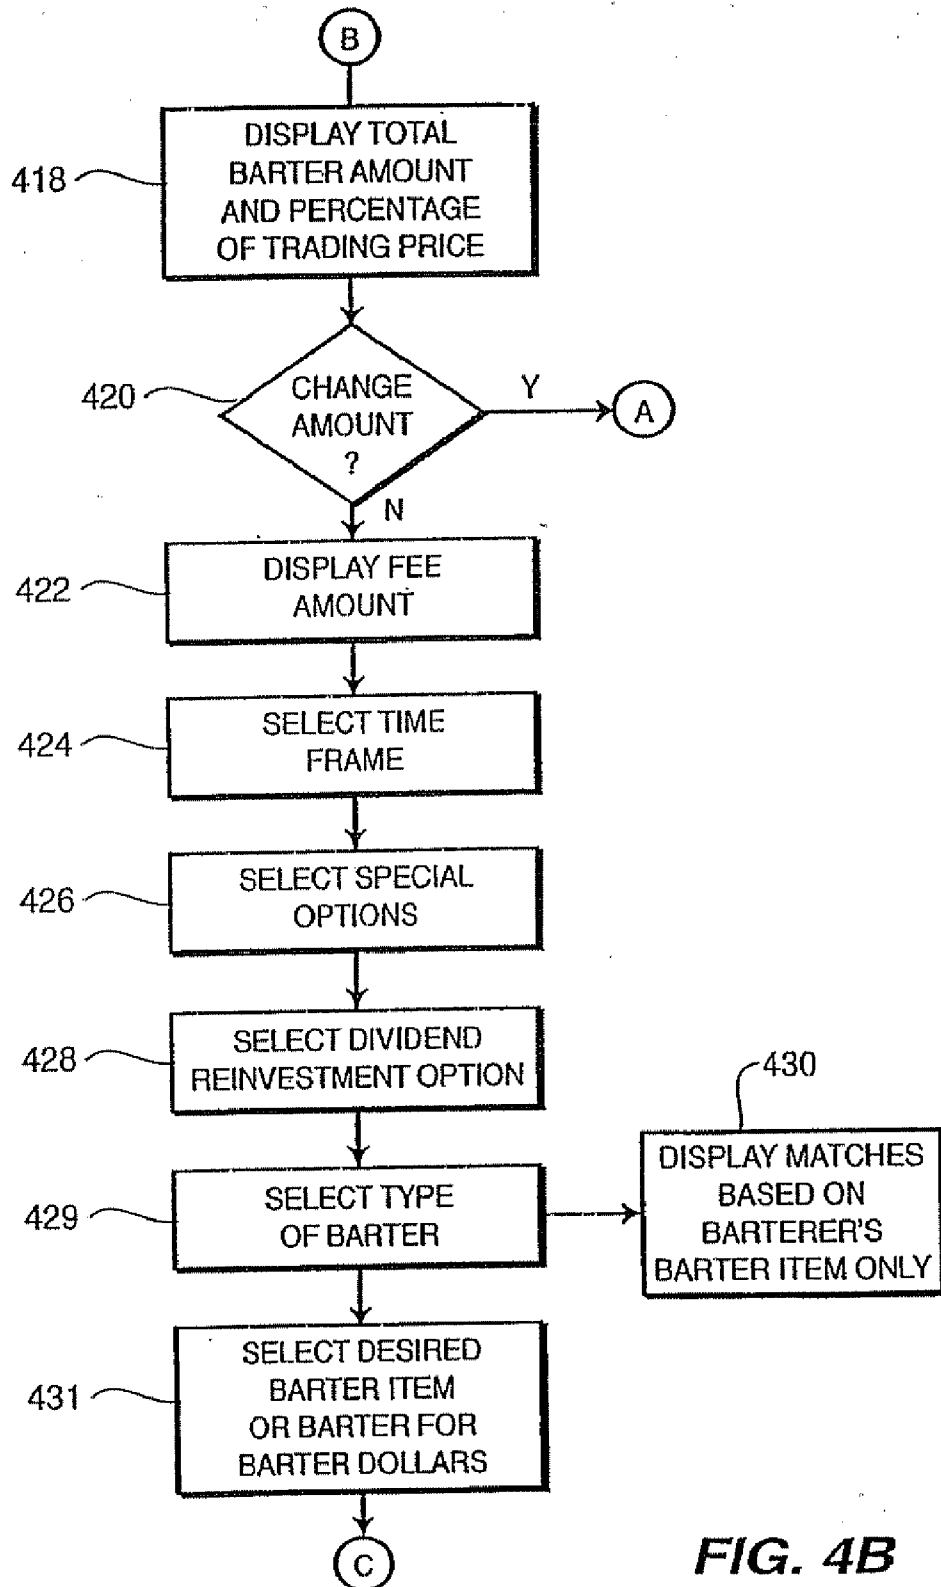 B
418
DISPLAY TOTAL
BARTER AMOUNT
AND PERCENTAGE
OF TRADING PRICE
420
CHANGE
AMOUNT
?
Y
A
N
422
DISPLAY FEE
AMOUNT
424
SELECT TIME
FRAME
426
SELECT SPECIAL
OPTIONS
428
SELECT DIVIDEND
REINVESTMENT OPTION
429
SELECT TYPE
OF BARTER
430
DISPLAY MATCHES
BASED ON
BARTERER'S
BARTER ITEM ONLY
431
SELECT DESIRED
BARTER ITEM
OR BARTER FOR
BARTER DOLLARS
C
FIG. 4B